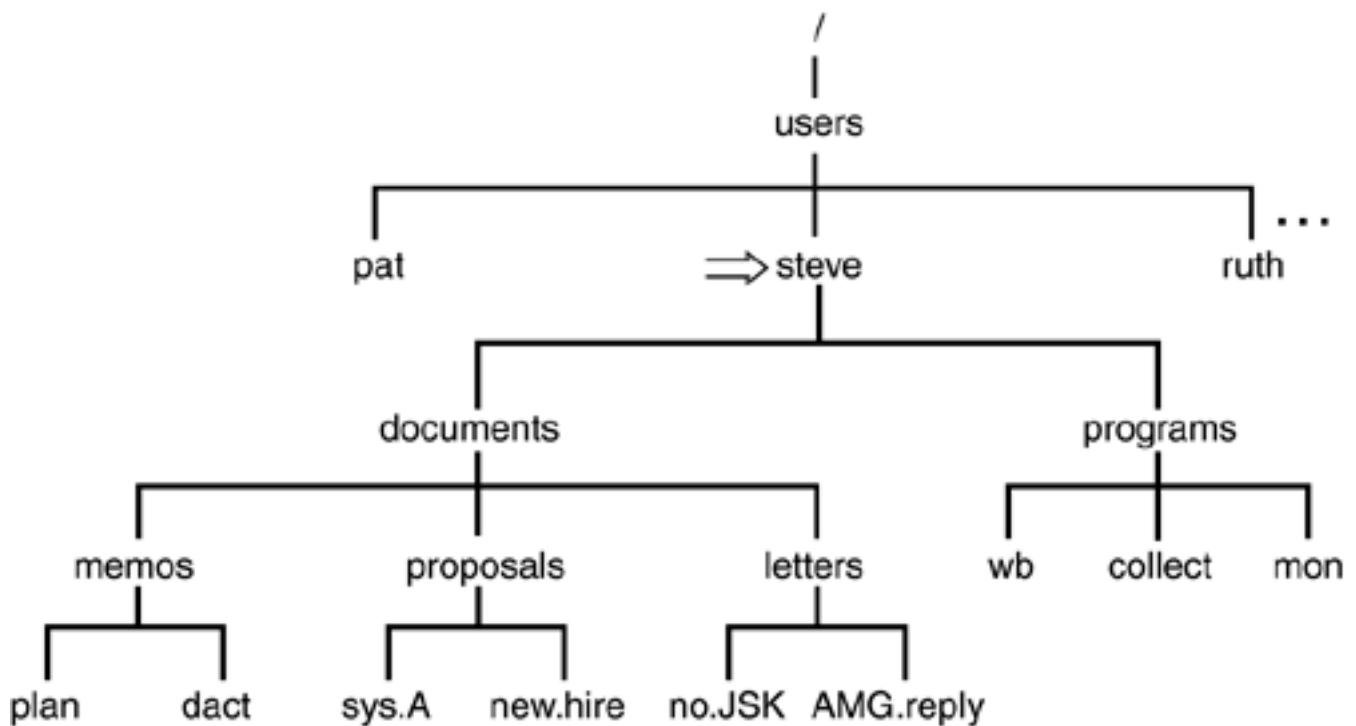 /
users
pat steve ruth ...
documents programs
memos proposals letters wb collect mon
plan dact sys.A new.hire no.JSK AMG.reply